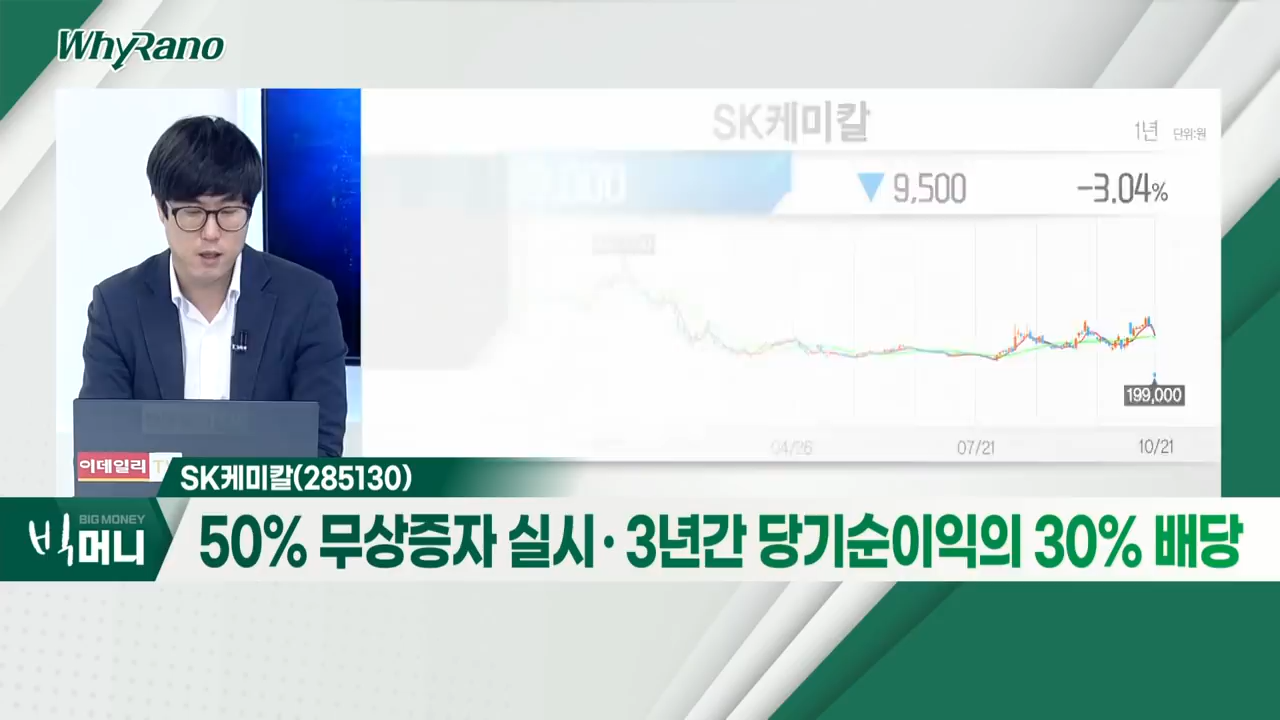 WhyRano
SK케미칼
1년 단위:원
▼9,500 -3.04%
199,000
04/26 07/21 10/21
이데일리 T
SK케미칼(285130)
BIG MONEY
빅머니
50% 무상증자 실시·3년간 당기순이익의 30% 배당